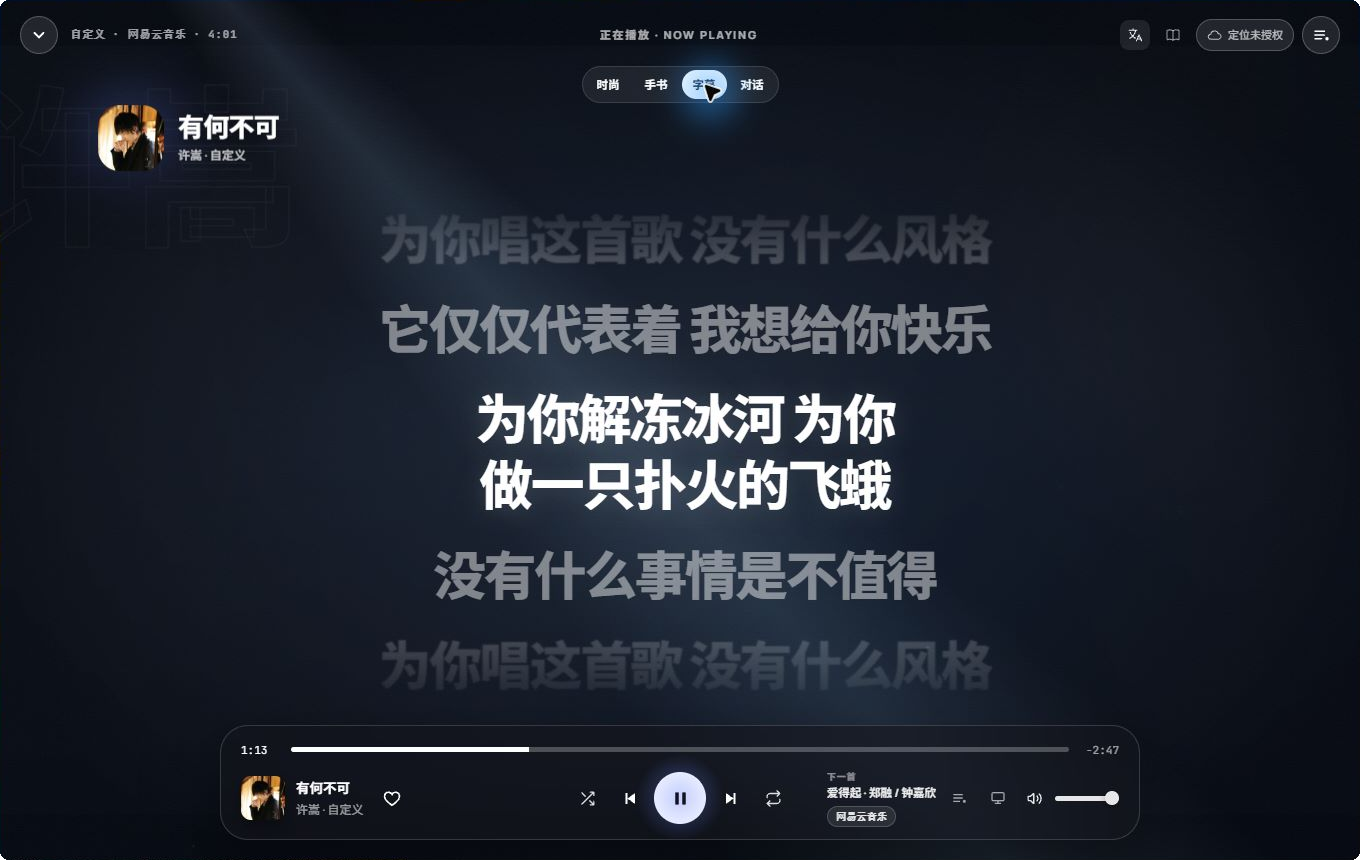 自定义 · 网易云音乐 · 4:01
正在播放 · NOW PLAYING
定位未授权
时尚 手书 字幕 对话
许嵩
有何不可
许嵩 · 自定义
为你唱这首歌 没有什么风格
它仅仅代表着 我想给你快乐
为你解冻冰河 为你
做一只扑火的飞蛾
没有什么事情是不值得
为你唱这首歌 没有什么风格
1:13
-2:47
有何不可
许嵩 · 自定义
下一首
爱得起 · 郑融 / 钟嘉欣
网易云音乐